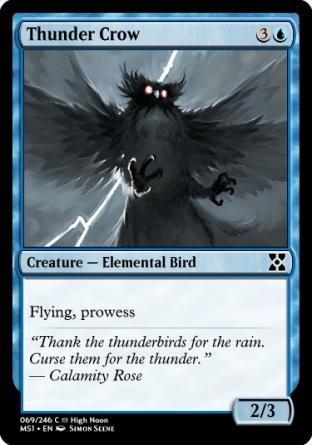 Thunder Crow 3
Creature — Elemental Bird
Flying, prowess
“Thank the thunderbirds for the rain.
Curse them for the thunder.”
— Calamity Rose
2/3
069/246 C High Noon
MS1 • EN SIMON SEENE